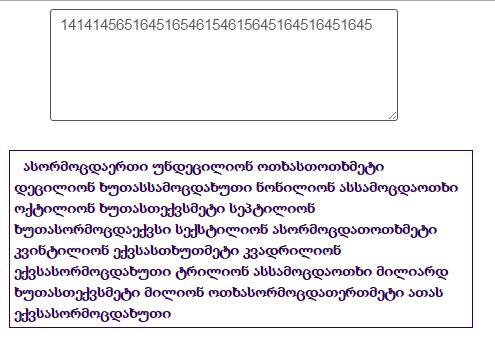 141414565164516546154615645164516451645
ასორმოცდაერთი უნდეცილიონ ოთხასთოთხმეტი
დეცილიონ ხუთასსამოცდახუთი ნონილიონ ასსამოცდაოთხი
ოქტილიონ ხუთასთექვსმეტი სეპტილიონ
ხუთასორმოცდაექვსი სექსტილიონ ასორმოცდათოთხმეტი
კვინტილიონ ექვსასთხუთმეტი კვადრილიონ
ექვსასორმოცდახუთი ტრილიონ ასსამოცდაოთხი მილიარდ
ხუთასთექვსმეტი მილიონ ოთხასორმოცდათერთმეტი ათას
ექვსასორმოცდახუთი